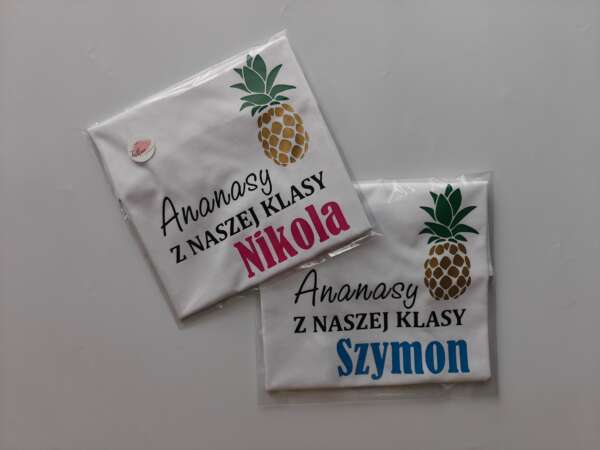 Ananasy
Z NASZEJ KLASY
Nikola
Ananasy
Z NASZEJ KLASY
Szymon